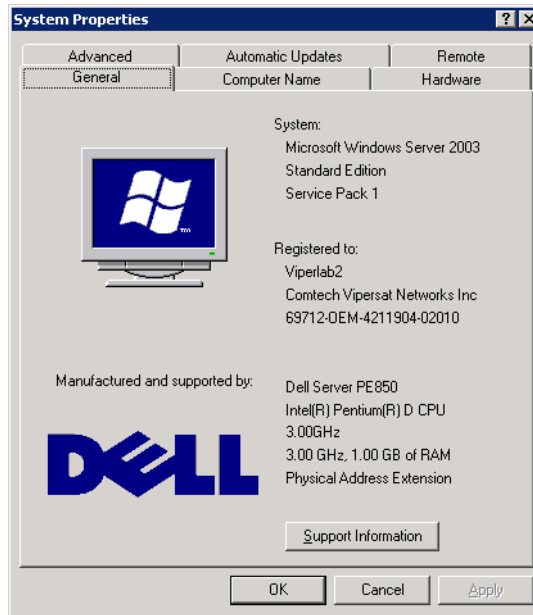 System Properties
Advanced
Automatic Updates
Remote
General
Computer Name
Hardware
System:
Microsoft Windows Server 2003
Standard Edition
Service Pack 1
™
Registered to:
Viperlab2
Comtech Vipersat Networks Inc
69712-OEM-4211904-02010
Manufactured and supported by:
Dell Server PE850
Intel(R) Pentium(R) D CPU
3.00GHz
3.00 GHz, 1.00 GB of RAM
Physical Address Extension
DELL
Support Information
OK
Cancel
Apply